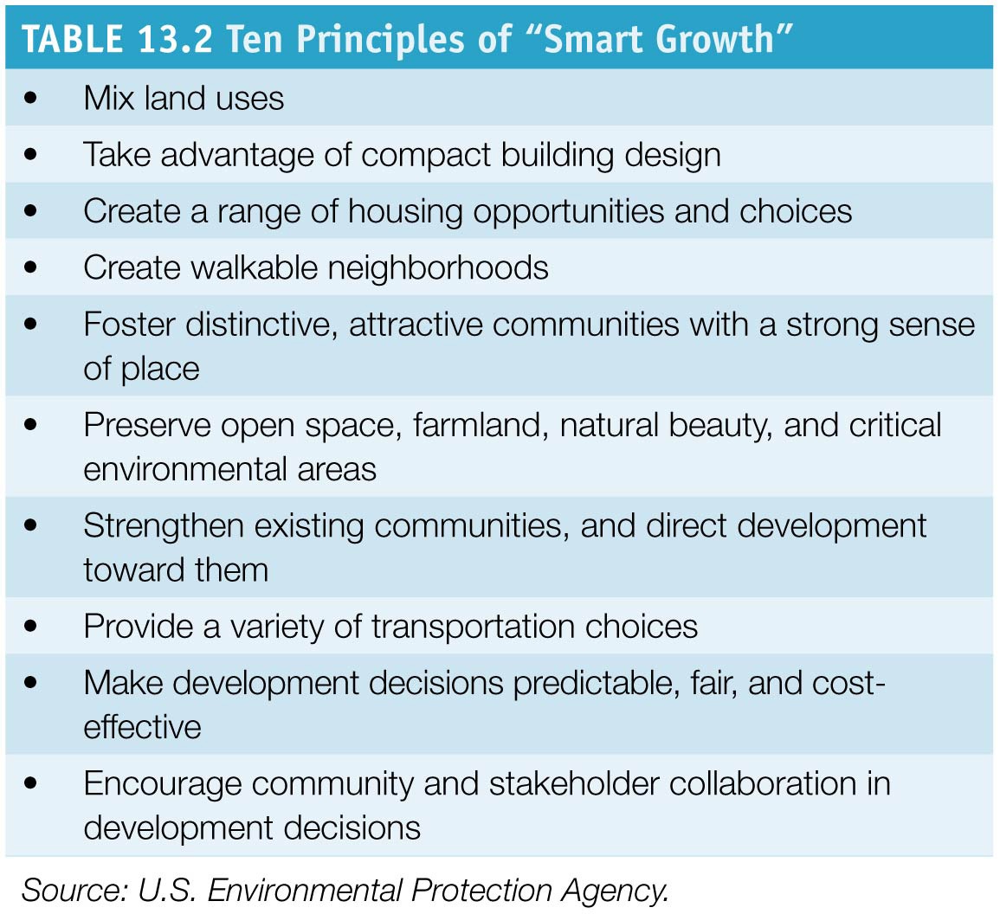 TABLE 13.2 Ten Principles of “Smart Growth”
• Mix land uses
• Take advantage of compact building design
• Create a range of housing opportunities and choices
• Create walkable neighborhoods
• Foster distinctive, attractive communities with a strong sense
of place
• Preserve open space, farmland, natural beauty, and critical
environmental areas
• Strengthen existing communities, and direct development
toward them
• Provide a variety of transportation choices
• Make development decisions predictable, fair, and cost-
effective
• Encourage community and stakeholder collaboration in
development decisions
Source: U.S. Environmental Protection Agency.